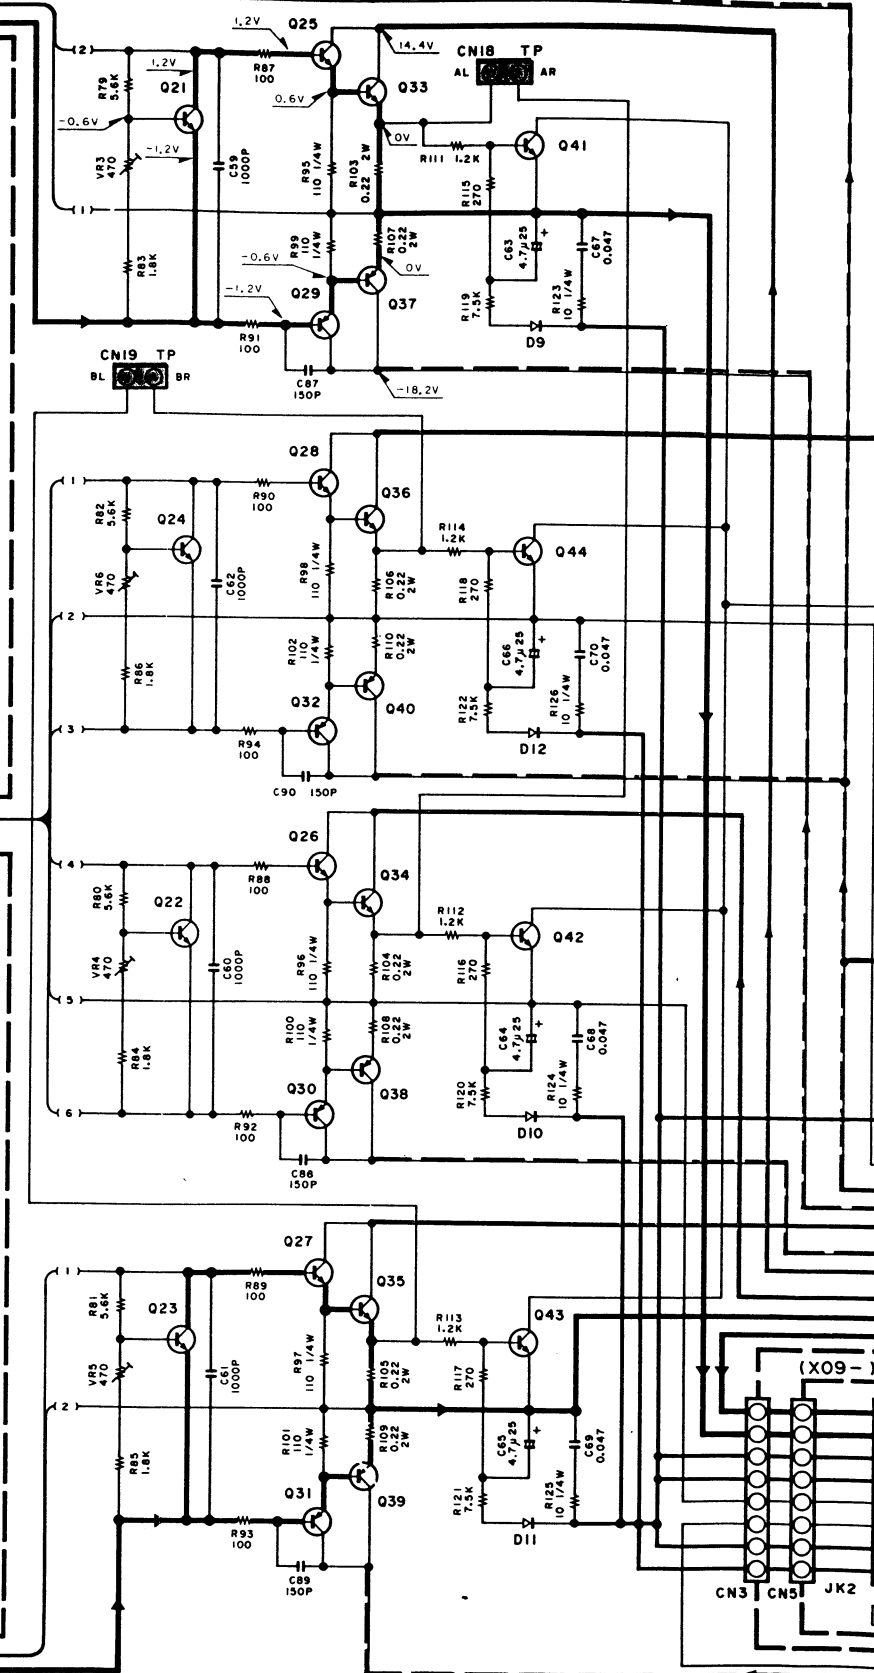 1.2V Q25
(2)
14.4V CN18 TP
R79 5.6K
1.2V
Q21
R87 100
AL AR
Q33
0.6V
-0.6V
0V
VR3 470
-1.2V
C59 1000P
R95 110 1/4W
R103 0.22 2W
R111 1.2K
Q41
R115 270
(1)
R83 1.8K
R99 110 1/4W
R107 0.22 2W
C63 4.7μ25
+
C67 0.047
-0.6V
0V
-1.2V
Q29
Q37
R119 7.5K
R123 10 1/4W
R91 100
D9
CN19 TP
BL BR
C87 150P
-18.2V
Q28
(1)
R82 5.6K
R90 100
Q36
Q24
R114 1.2K
Q44
VR6 470
C62 1000P
R98 110 1/4W
R106 0.22 2W
R118 270
(2)
R86 1.8K
R102 110 1/4W
R110 0.22 2W
C66 4.7μ25
+
C70 0.047
Q32
Q40
R122 7.5K
R126 10 1/4W
(3)
R94 100
D12
C90 150P
Q26
(4)
R80 5.6K
R88 100
Q34
Q22
R112 1.2K
Q42
VR4 470
C60 1000P
R96 110 1/4W
R104 0.22 2W
R116 270
(5)
R84 1.8K
R100 110 1/4W
R108 0.22 2W
C64 4.7μ25
+
C68 0.047
Q30
Q38
R120 7.5K
R124 10 1/4W
(6)
R92 100
D10
C88 150P
Q27
(1)
R81 5.6K
R89 100
Q35
Q23
R113 1.2K
Q43
VR5 470
C61 1000P
R97 110 1/4W
R105 0.22 2W
R117 270
(X09-)
(2)
R85 1.8K
R101 110 1/4W
R109 0.22 2W
C65 4.7μ25
+
C69 0.047
Q31
Q39
R121 7.5K
R125 10 1/4W
R93 100
D11
C89 150P
CN3 CN5 JK2